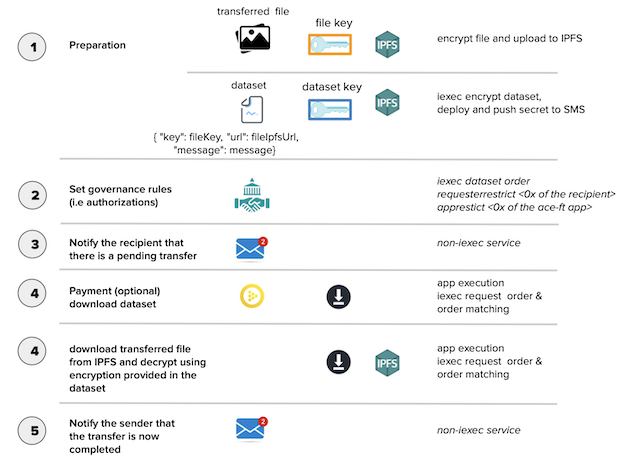 transferred file
file key
1
Preparation
IPFS
encrypt file and upload to IPFS
dataset
dataset key
IPFS
iexec encrypt dataset,
deploy and push secret to SMS
{ "key": fileKey, "url": fileIpfsUrl,
"message": message}
2
Set governance rules
(i.e authorizations)
iexec dataset order
requesterrestrict <0x of the recipient>
apprestict <0x of the ace-ft app>
3
Notify the recipient that
there is a pending transfer
2
non-iexec service
4
Payment (optional)
download dataset
app execution
iexec request order &
order matching
4
download transferred file
from IPFS and decrypt using
encryption provided in the
dataset
IPFS
app execution
iexec request order &
order matching
5
Notify the sender that
the transfer is now
completed
2
non-iexec service